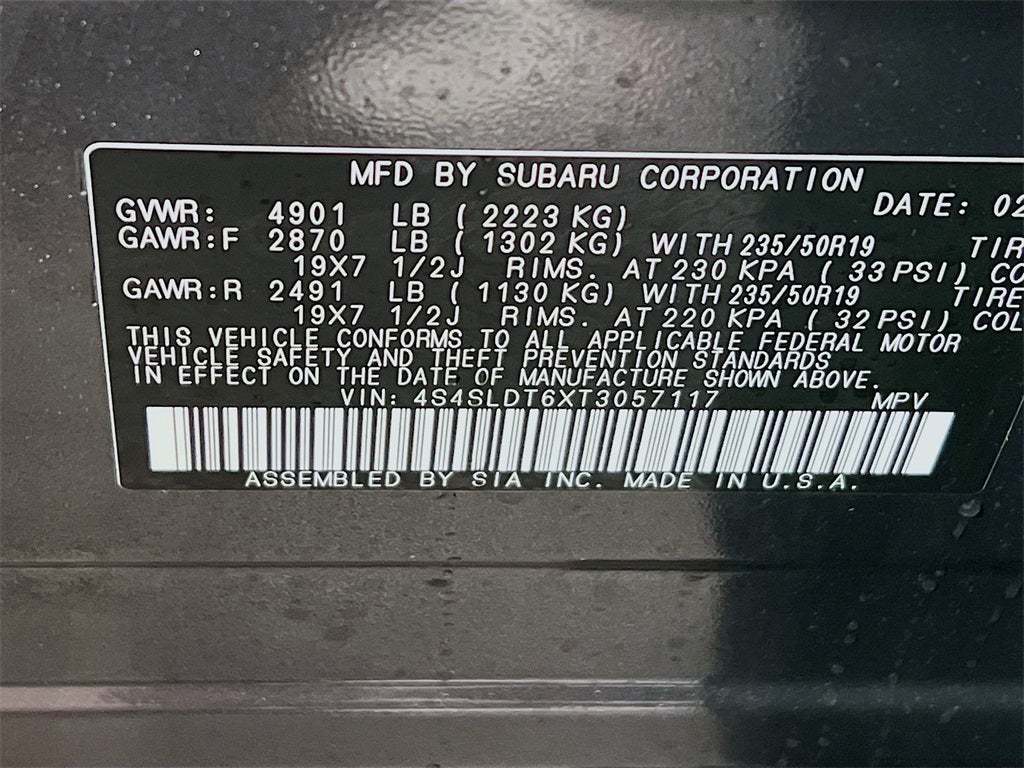 MFD BY SUBARU CORPORATION
DATE: 02
GVWR: 4901 LB ( 2223 KG)
GAWR:F 2870 LB ( 1302 KG) WITH 235/50R19 TIRE
19X7 1/2J RIMS. AT 230 KPA ( 33 PSI) CO
GAWR:R 2491 LB ( 1130 KG) WITH 235/50R19 TIRE
19X7 1/2J RIMS. AT 220 KPA ( 32 PSI) COL
THIS VEHICLE CONFORMS TO ALL APPLICABLE FEDERAL MOTOR
VEHICLE SAFETY AND THEFT PREVENTION STANDARDS
IN EFFECT ON THE DATE OF MANUFACTURE SHOWN ABOVE.
VIN: 4S4SLDT6XT3057117 MPV
ASSEMBLED BY SIA INC. MADE IN U.S.A.